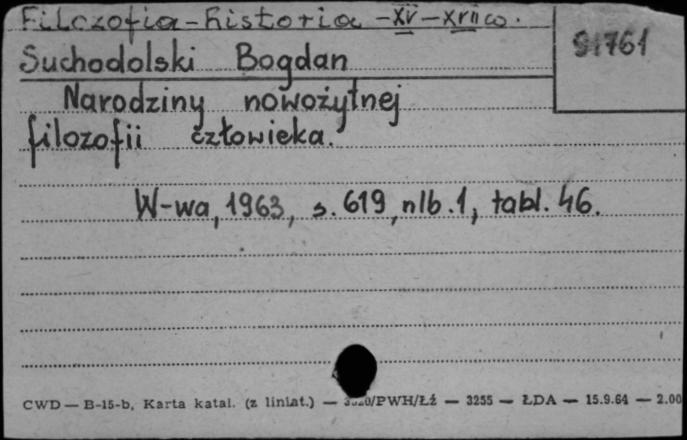 Filozofia - historia - XV - XVII w.
91761
Suchodolski Bogdan
Narodziny nowożytnej
filozofii człowieka.
W-wa, 1963, s. 619, nlb. 1, tabl. 46.
CWD — B-15-b, Karta katal. (z liniat.) — /PWH/Łź — 3255 — ŁDA — 15.9.64 — 2.00